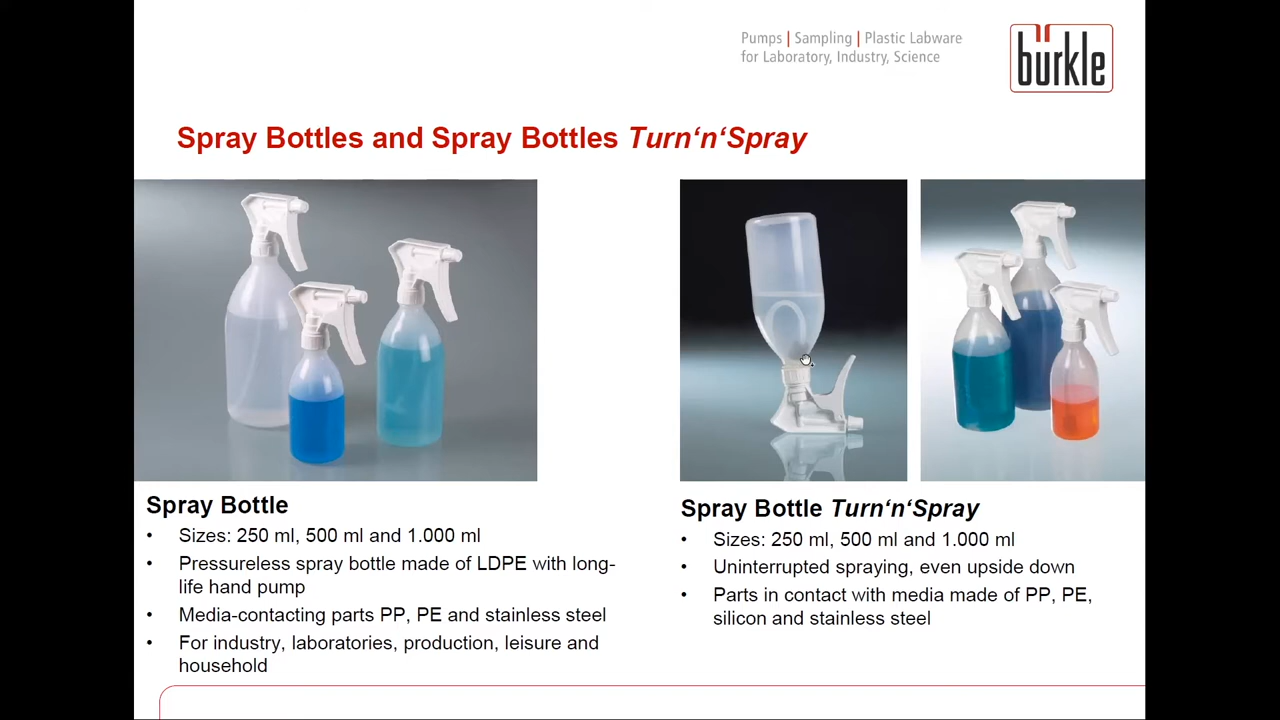 Pumps | Sampling | Plastic Labware
for Laboratory, Industry, Science
bürkle
Spray Bottles and Spray Bottles Turn‘n‘Spray
Spray Bottle
• Sizes: 250 ml, 500 ml and 1.000 ml
• Pressureless spray bottle made of LDPE with long-
life hand pump
• Media-contacting parts PP, PE and stainless steel
• For industry, laboratories, production, leisure and
household
Spray Bottle Turn‘n‘Spray
• Sizes: 250 ml, 500 ml and 1.000 ml
• Uninterrupted spraying, even upside down
• Parts in contact with media made of PP, PE,
silicon and stainless steel